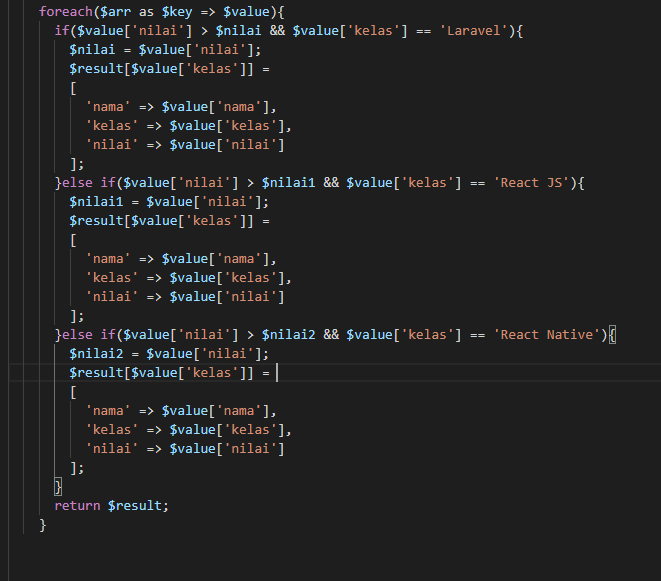 foreach($arr as $key => $value){
if($value['nilai'] > $nilai && $value['kelas'] == 'Laravel'){
$nilai = $value['nilai'];
$result[$value['kelas']] =
[
'nama' => $value['nama'],
'kelas' => $value['kelas'],
'nilai' => $value['nilai']
];
}else if($value['nilai'] > $nilai1 && $value['kelas'] == 'React JS'){
$nilai1 = $value['nilai'];
$result[$value['kelas']] =
[
'nama' => $value['nama'],
'kelas' => $value['kelas'],
'nilai' => $value['nilai']
];
}else if($value['nilai'] > $nilai2 && $value['kelas'] == 'React Native'){
$nilai2 = $value['nilai'];
$result[$value['kelas']] =
[
'nama' => $value['nama'],
'kelas' => $value['kelas'],
'nilai' => $value['nilai']
];
}
return $result;
}